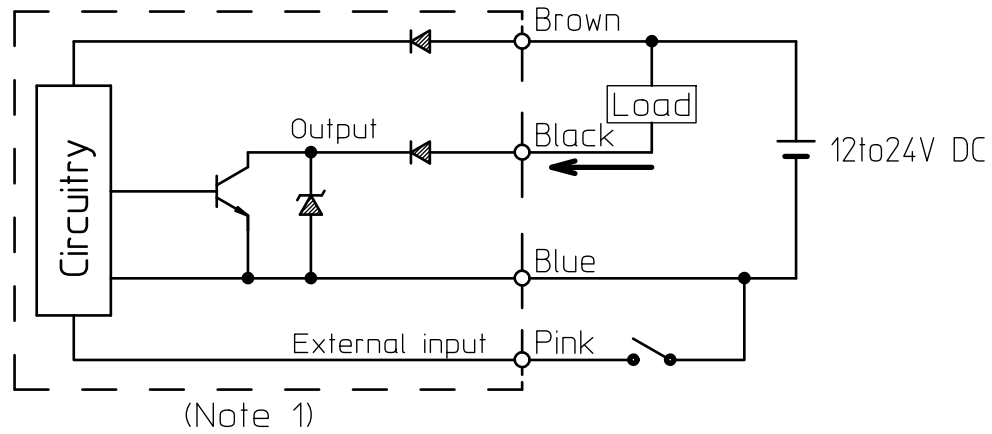 Brown
Load
Output
Black
12to24V DC
Circuitry
Blue
External input
Pink
(Note 1)